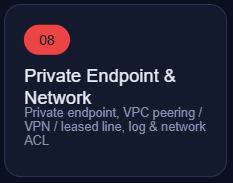 08
Private Endpoint &
Network
Private endpoint, VPC peering /
VPN / leased line, log & network
ACL